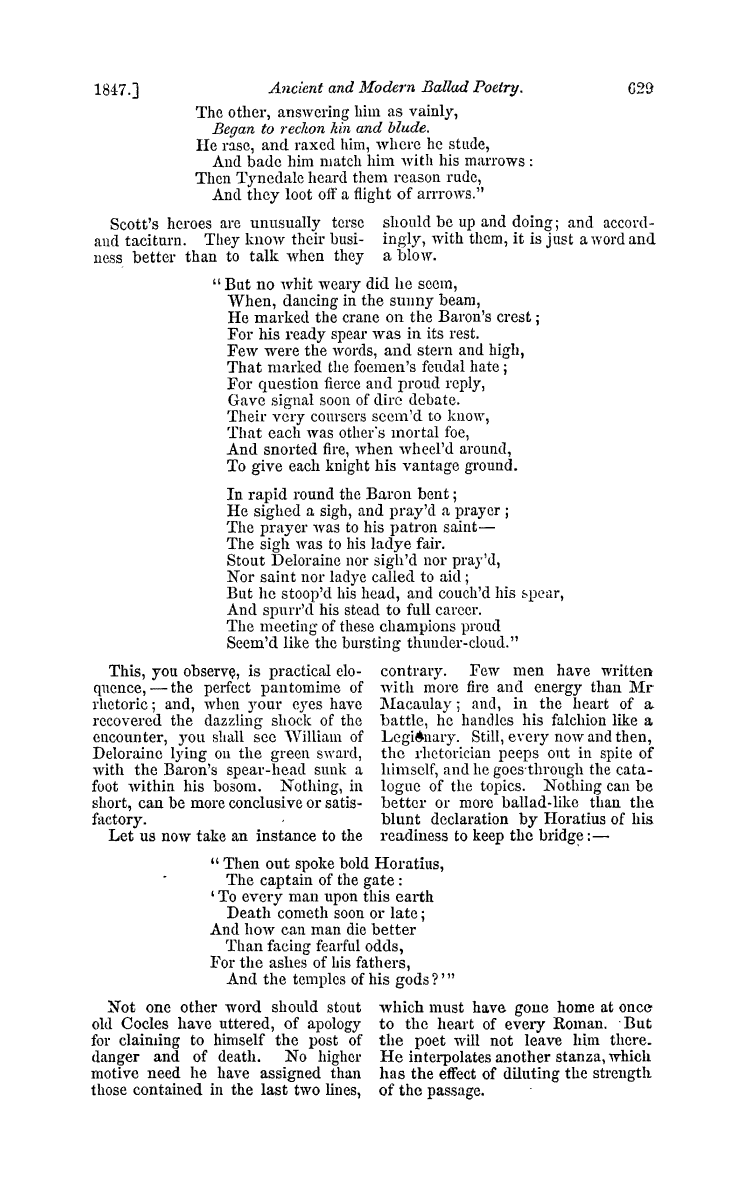 1847.] Ancient and Modern Ballad Poetry. 629
The other, answering him as vainly,
Began to reckon kin and blude.
He rase, and raxed him, where he stude,
And bade him match him with his marrows:
Then Tynedale heard them reason rude,
And they loot off a flight of arrrows."
Scott's heroes are unusually terse
and taciturn. They know their busi-
ness better than to talk when they
should be up and doing; and accord-
ingly, with them, it is just a word and
a blow.
"But no whit weary did he seem,
When, dancing in the sunny beam,
He marked the crane on the Baron's crest;
For his ready spear was in its rest.
Few were the words, and stern and high,
That marked the foemen's feudal hate;
For question fierce and proud reply,
Gave signal soon of dire debate.
Their very coursers seem'd to know,
That each was other's mortal foe,
And snorted fire, when wheel'd around,
To give each knight his vantage ground.
In rapid round the Baron bent;
He sighed a sigh, and pray'd a prayer;
The prayer was to his patron saint—
The sigh was to his ladye fair.
Stout Deloraine nor sigh'd nor pray'd,
Nor saint nor ladye called to aid;
But he stoop'd his head, and couch'd his spear,
And spurr'd his stead to full career.
The meeting of these champions proud
Seem'd like the bursting thunder-cloud."
This, you observe, is practical elo-
quence,—the perfect pantomime of
rhetoric; and, when your eyes have
recovered the dazzling shock of the
encounter, you shall see William of
Deloraine lying on the green sward,
with the Baron's spear-head sunk a
foot within his bosom. Nothing, in
short, can be more conclusive or satis-
factory.
Let us now take an instance to the
contrary. Few men have written
with more fire and energy than Mr
Macaulay; and, in the heart of a
battle, he handles his falchion like a
Legionary. Still, every now and then,
the rhetorician peeps out in spite of
himself, and he goes through the cata-
logue of the topics. Nothing can be
better or more ballad-like than the
blunt declaration by Horatius of his
readiness to keep the bridge:—
"Then out spoke bold Horatius,
The captain of the gate:
'To every man upon this earth
Death cometh soon or late;
And how can man die better
Than facing fearful odds,
For the ashes of his fathers,
And the temples of his gods?'"
Not one other word should stout
old Cocles have uttered, of apology
for claiming to himself the post of
danger and of death. No higher
motive need he have assigned than
those contained in the last two lines,
which must have gone home at once
to the heart of every Roman. But
the poet will not leave him there.
He interpolates another stanza, which
has the effect of diluting the strength
of the passage.